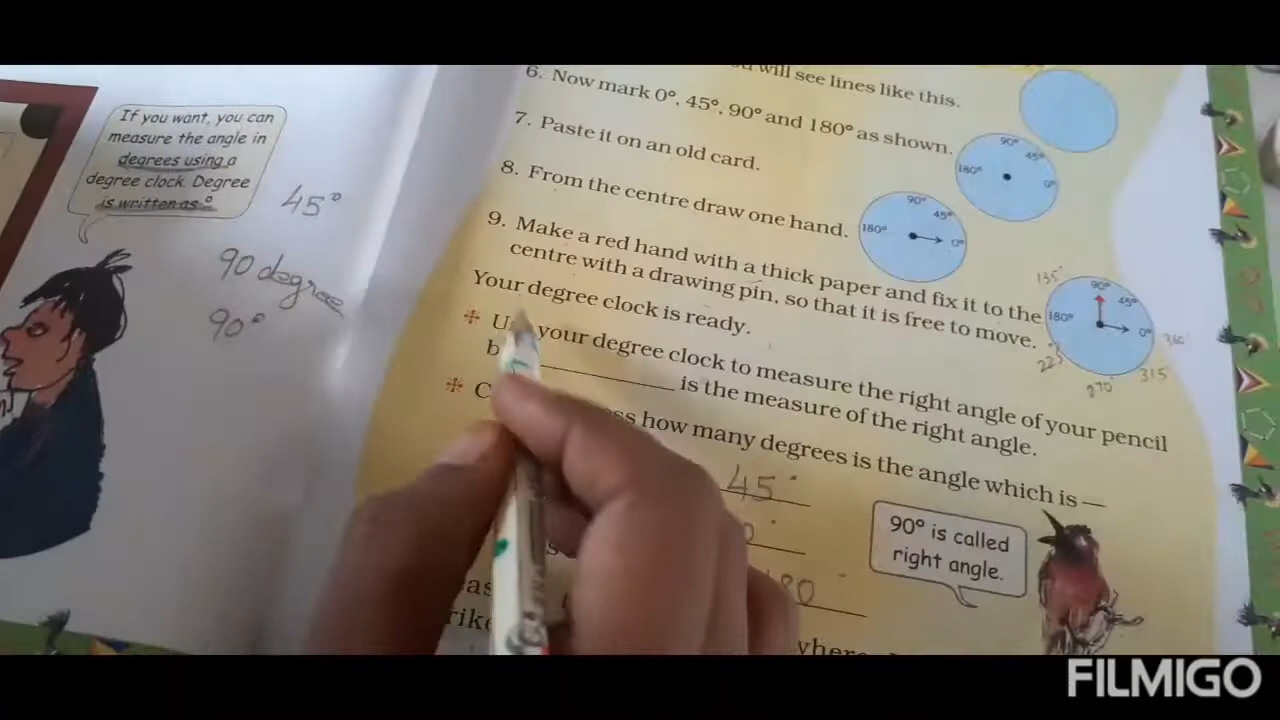 If you want, you can
measure the angle in
degrees using a
degree clock. Degree
is written as °
45°
90 degree
90°
will see lines like this.
6. Now mark 0°, 45°, 90° and 180° as shown.
7. Paste it on an old card.
8. From the centre draw one hand.
9. Make a red hand with a thick paper and fix it to the
centre with a drawing pin, so that it is free to move.
Your degree clock is ready.
your degree clock to measure the right angle of your pencil
is the measure of the right angle.
how many degrees is the angle which is —
45°
90°
45°
0°
180°
90°
45°
0°
180°
135°
90°
45°
0°
180°
360°
225°
270°
315°
90° is called
right angle.
FILMIGO